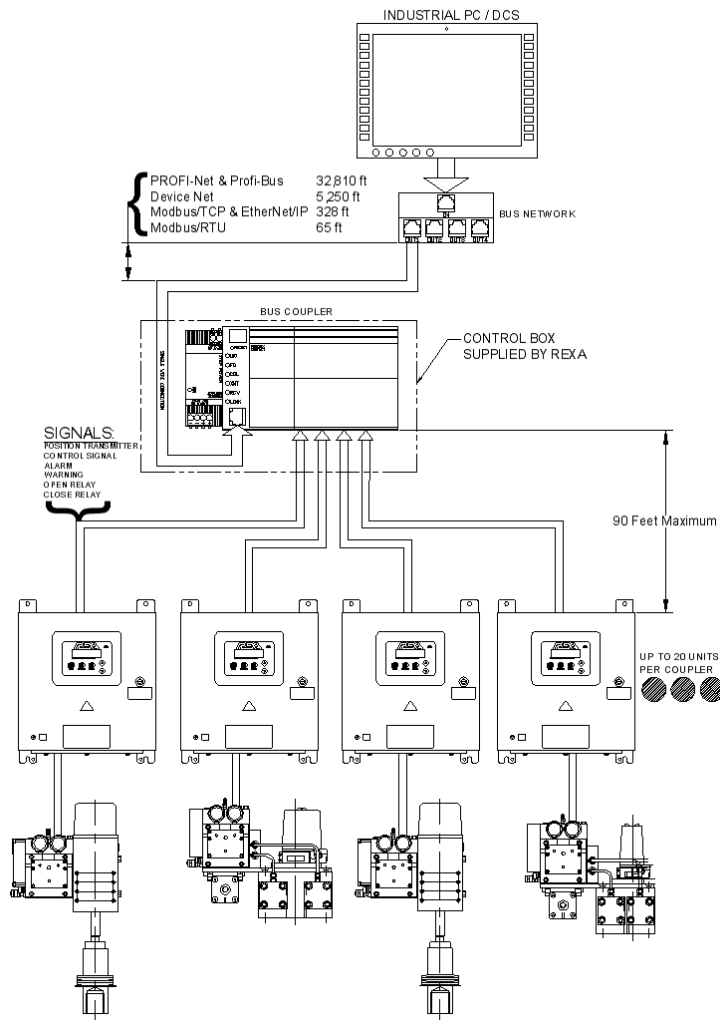 INDUSTRIAL PC / DCS
PROFI-Net & Profi-Bus 32,810 ft
Device Net 5,250 ft
Modbus/TCP & EtherNet/IP 328 ft
Modbus/RTU 65 ft
IN
BUS NETWORK
OUT1 OUT2 OUT3 OUT4
BUS COUPLER
CONTROL BOX
SUPPLIED BY REXA
SIGNALS:
POSITION TRANSMITTER
CONTROL SIGNAL
ALARM
WARNING
OPEN RELAY
CLOSE RELAY
90 Feet Maximum
UP TO 20 UNITS
PER COUPLER